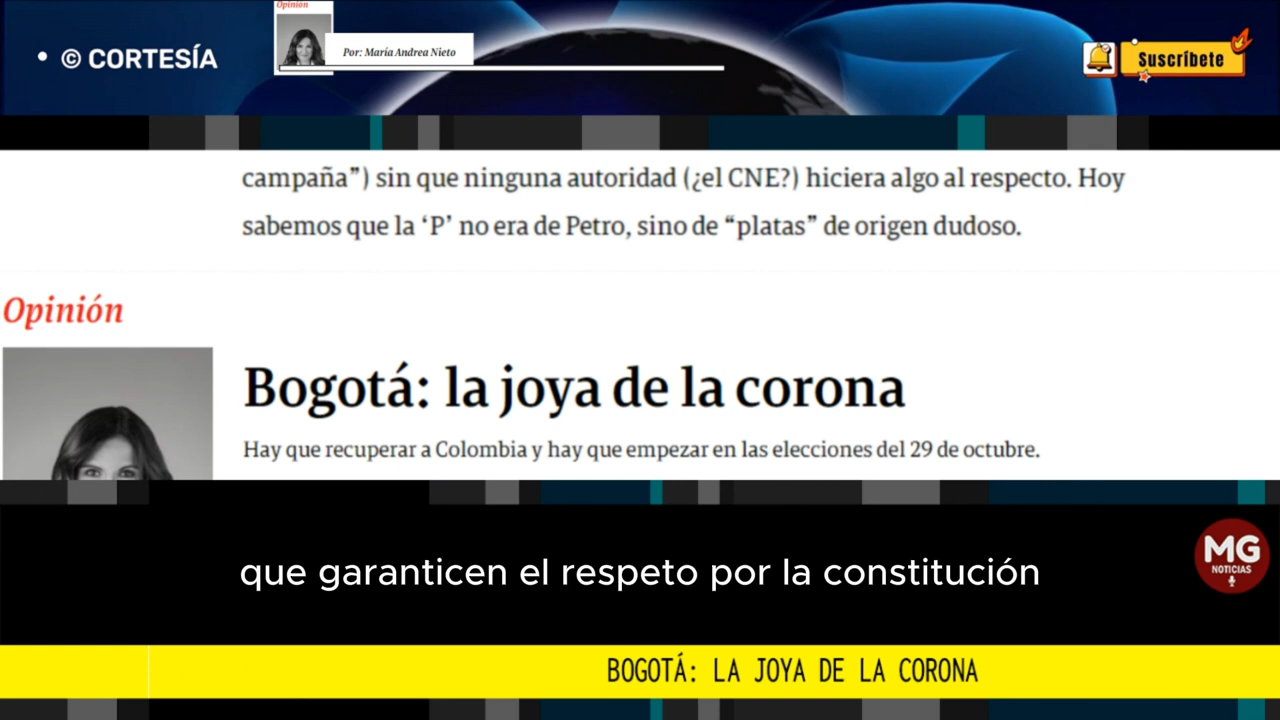 Opinión
Por: María Andrea Nieto
• © CORTESÍA
Suscríbete
campaña”) sin que ninguna autoridad (¿el CNE?) hiciera algo al respecto. Hoy
sabemos que la ‘P’ no era de Petro, sino de “platas” de origen dudoso.
Opinión
Bogotá: la joya de la corona
Hay que recuperar a Colombia y hay que empezar en las elecciones del 29 de octubre.
que garanticen el respeto por la constitución
MG
NOTICIAS
BOGOTÁ: LA JOYA DE LA CORONA